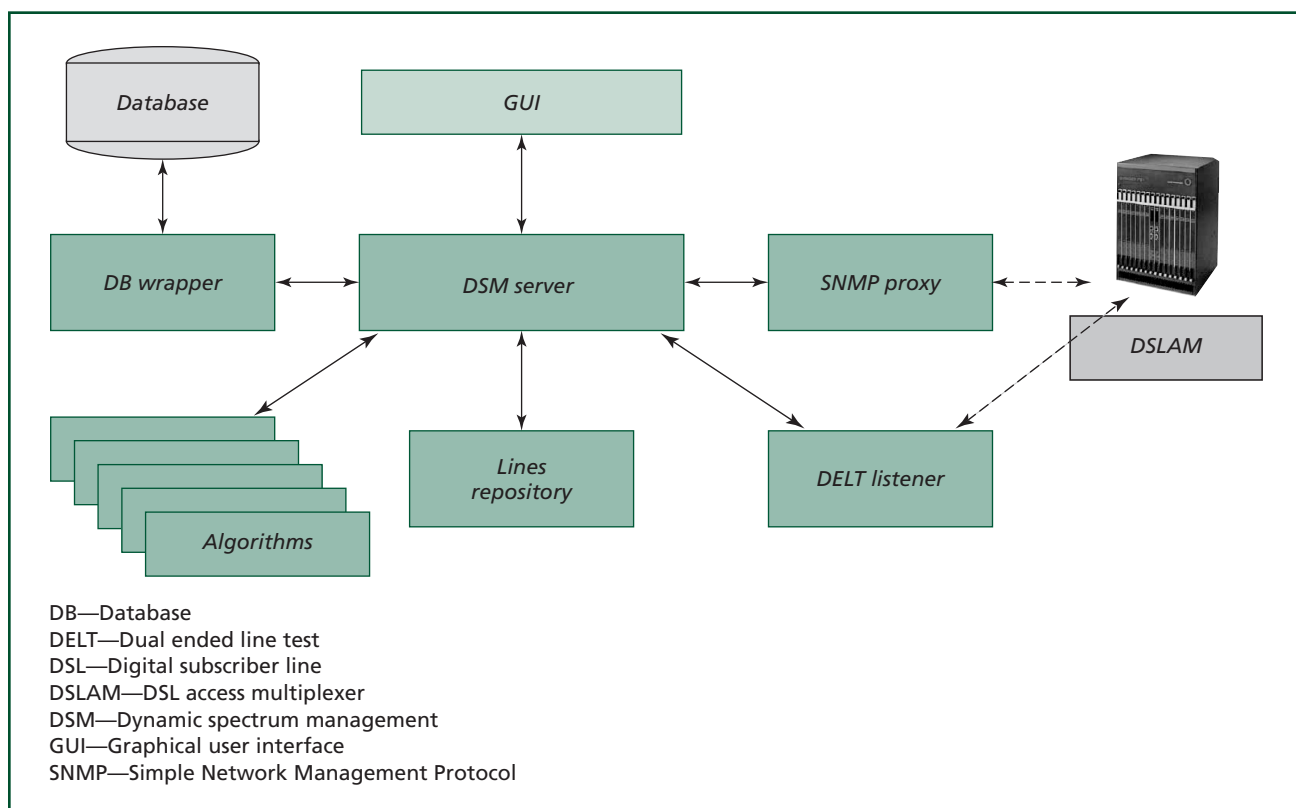 Database
GUI
DB wrapper
DSM server
SNMP proxy
DSLAM
Algorithms
Lines
repository
DELT listener
DB—Database
DELT—Dual ended line test
DSL—Digital subscriber line
DSLAM—DSL access multiplexer
DSM—Dynamic spectrum management
GUI—Graphical user interface
SNMP—Simple Network Management Protocol